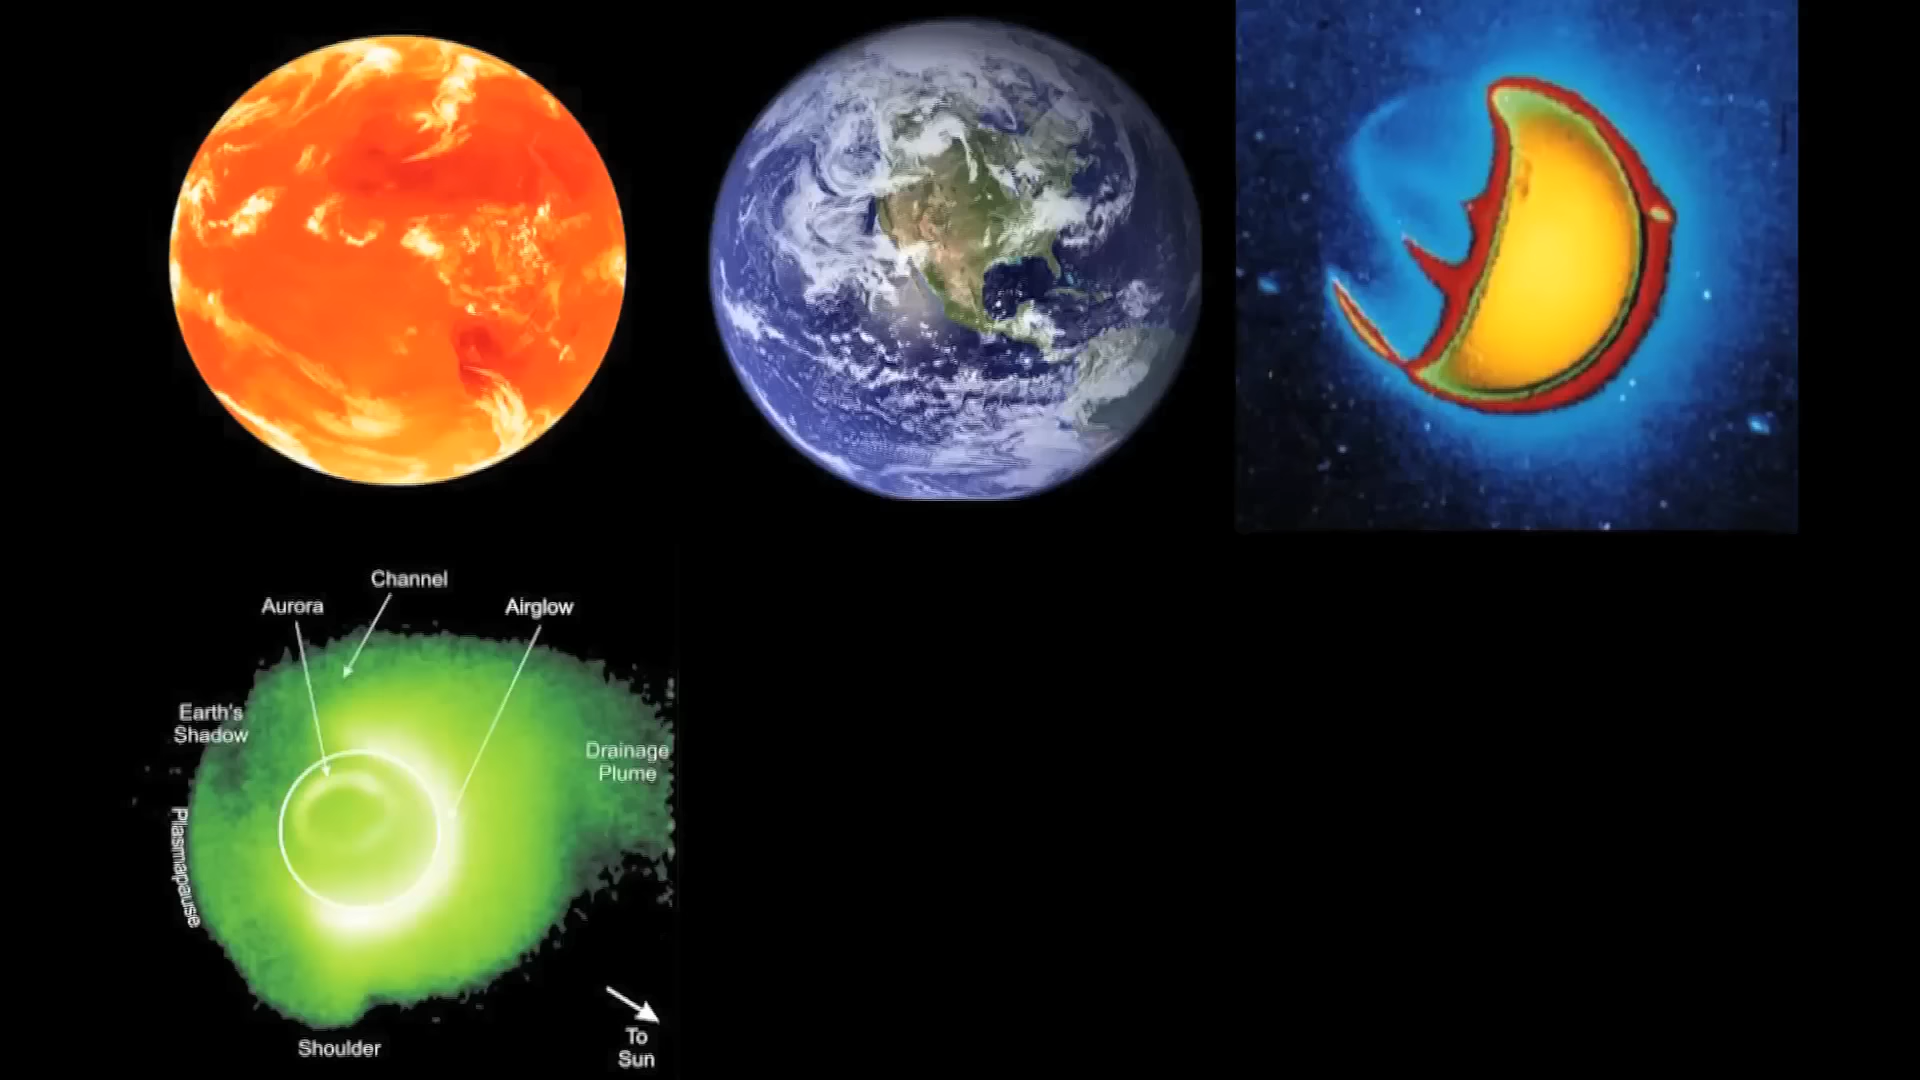 Channel
Aurora
Airglow
Earth's
Shadow
Drainage
Plume
Plasmapause
To
Sun
Shoulder